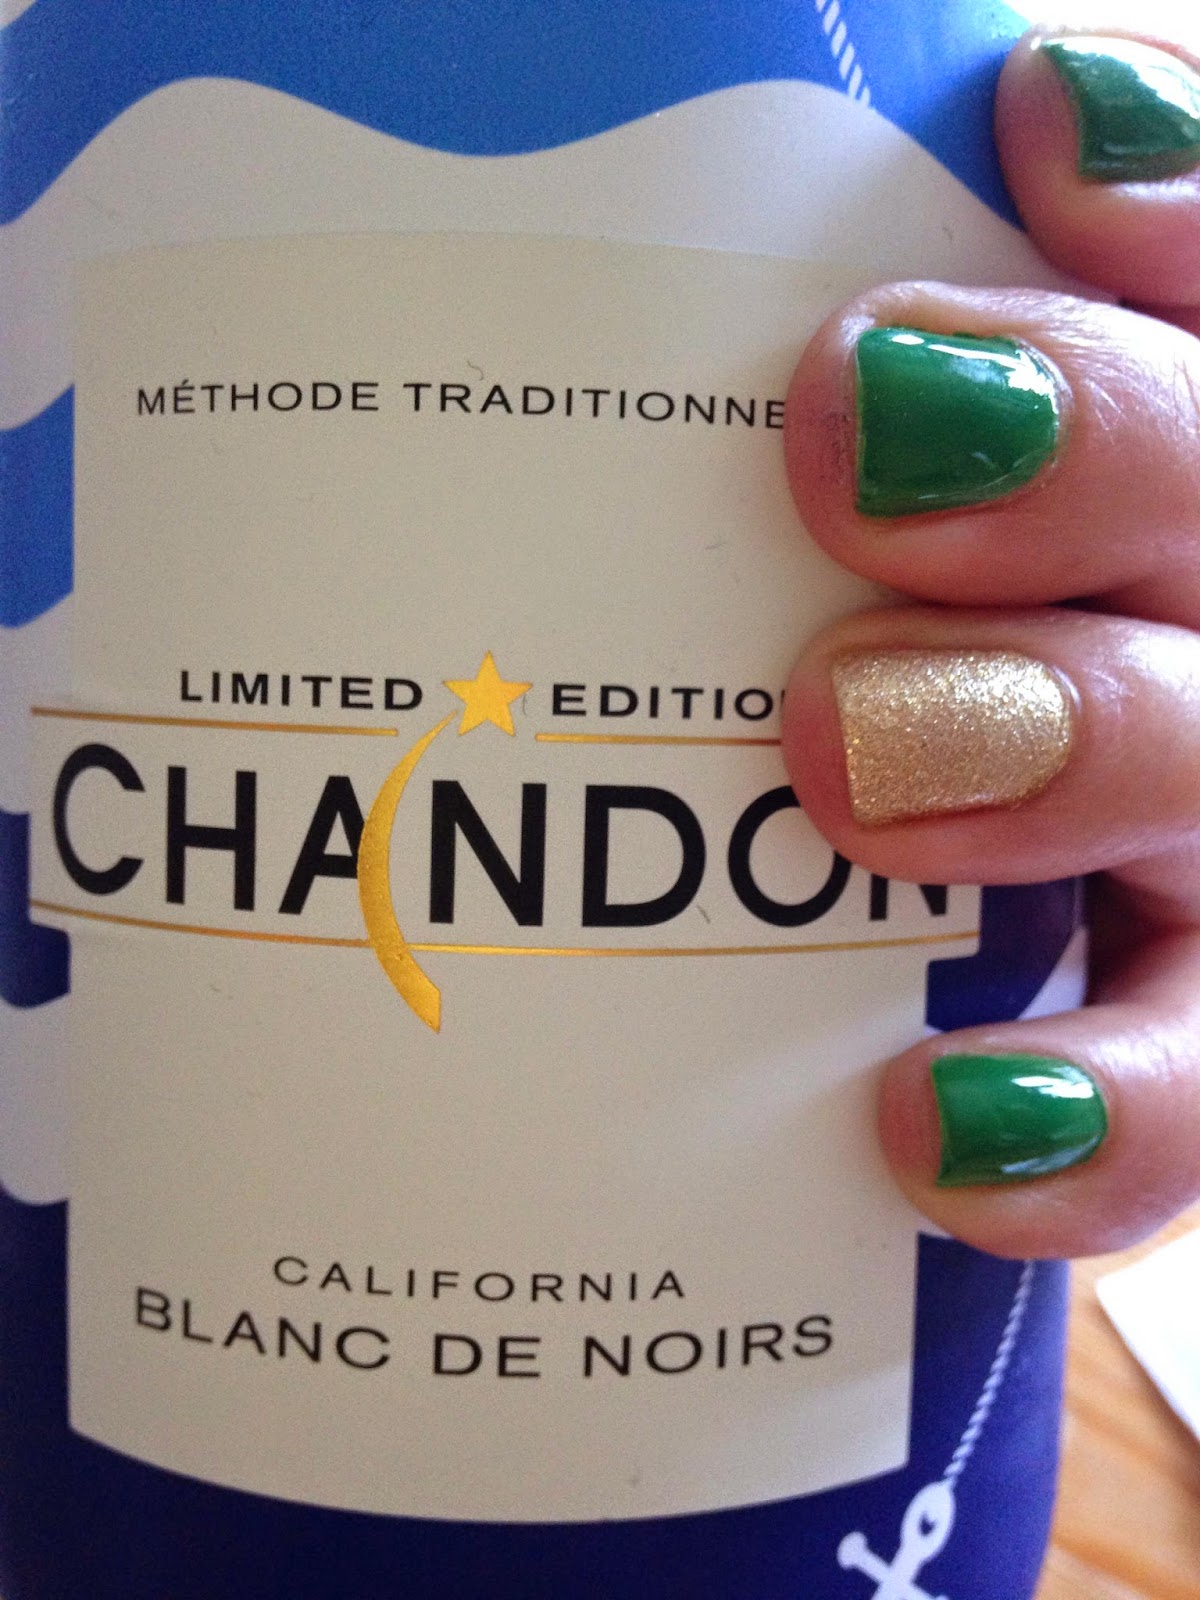 MÉTHODE TRADITIONNE
LIMITED EDITIO
CHANDON
CALIFORNIA
BLANC DE NOIRS